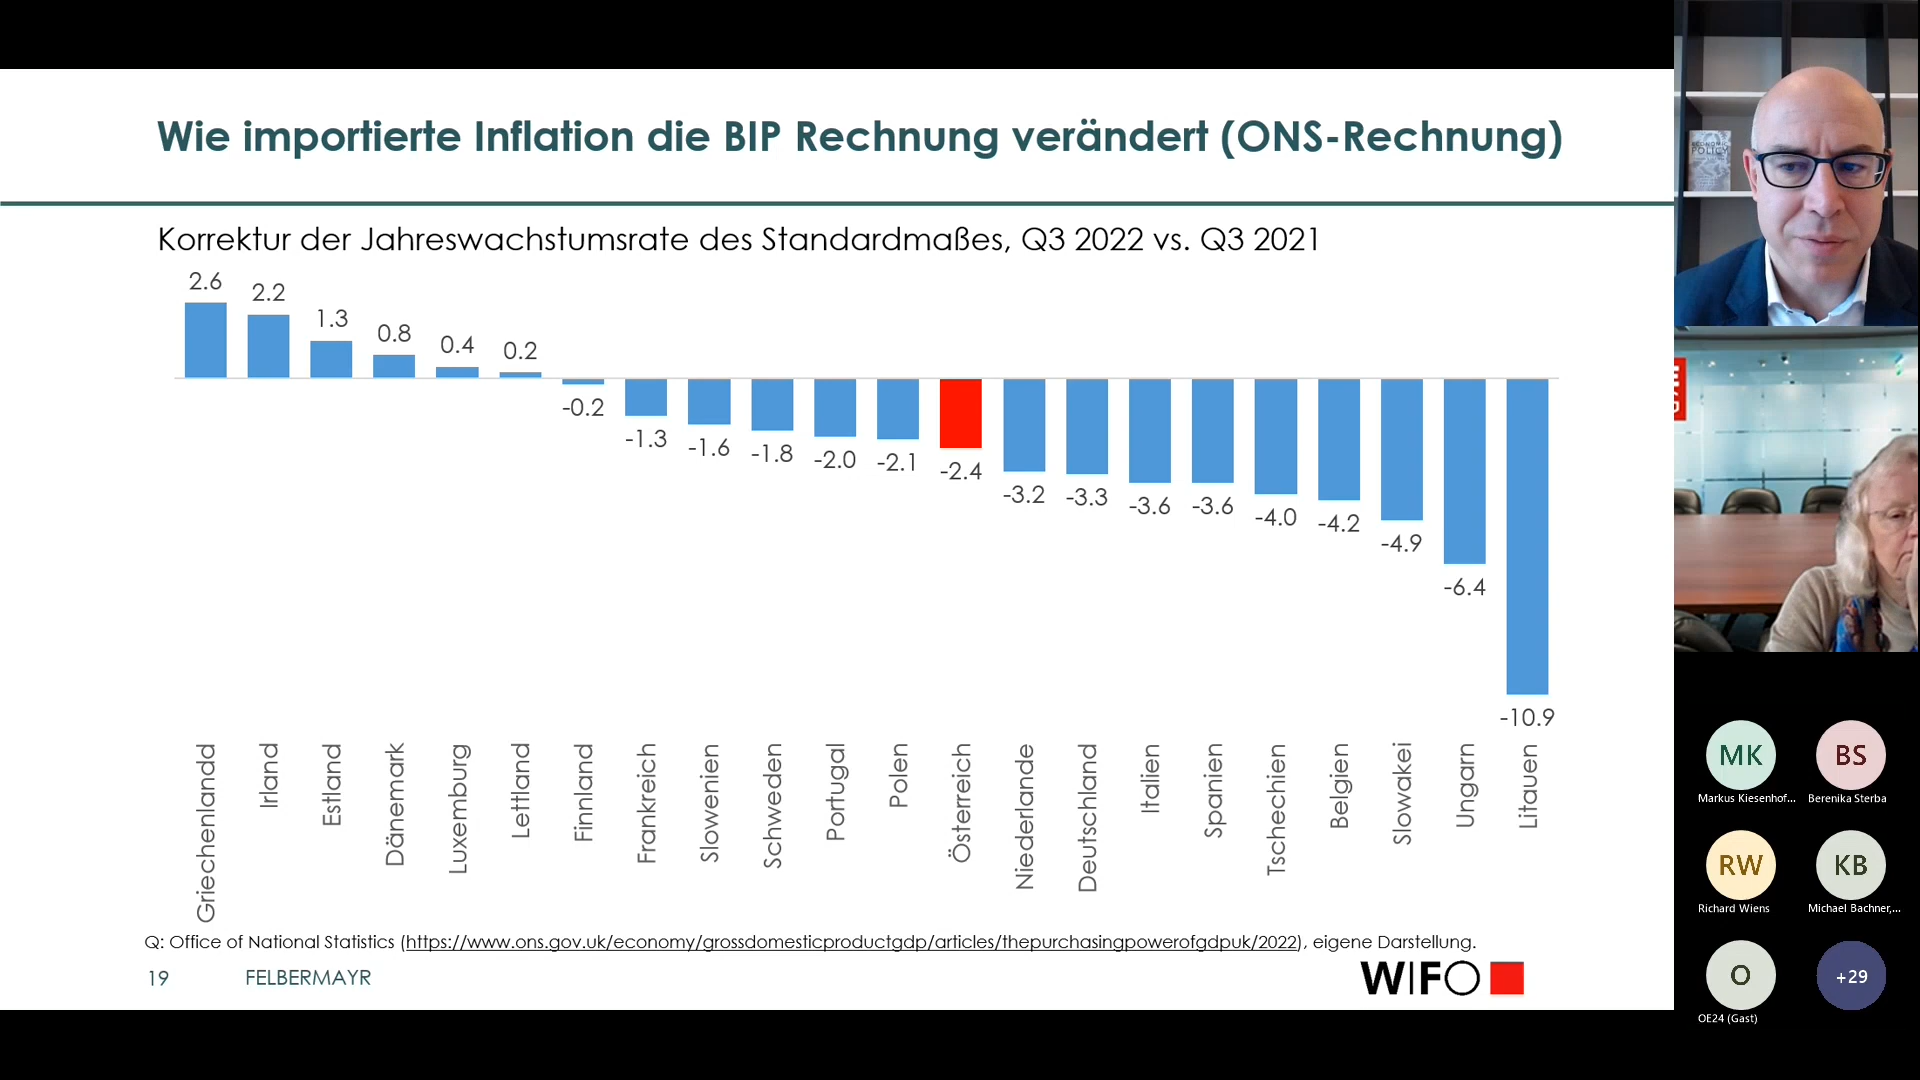 Wie importierte Inflation die BIP Rechnung verändert (ONS-Rechnung)
Korrektur der Jahreswachstumsrate des Standardmaßes, Q3 2022 vs. Q3 2021
2.6
2.2
1.3
0.8
0.4
0.2
-0.2
-1.3
-1.6
-1.8
-2.0
-2.1
-2.4
-3.2
-3.3
-3.6
-3.6
-4.0
-4.2
-4.9
-6.4
-10.9
Griechenlandd
Irland
Estland
Dänemark
Luxemburg
Lettland
Finnland
Frankreich
Slowenien
Schweden
Portugal
Polen
Österreich
Niederlande
Deutschland
Italien
Spanien
Tschechien
Belgien
Slowakei
Ungarn
Litauen
Q: Office of National Statistics (https://www.ons.gov.uk/economy/grossdomesticproductgdp/articles/thepurchasingpowerofgdpuk/2022), eigene Darstellung.
19 FELBERMAYR
WIFO
ECONOMIC
POLICY
MK
Markus Kiesenhof...
BS
Berenika Sterba
RW
Richard Wiens
KB
Michael Bachner,...
O
OE24 (Gast)
+29